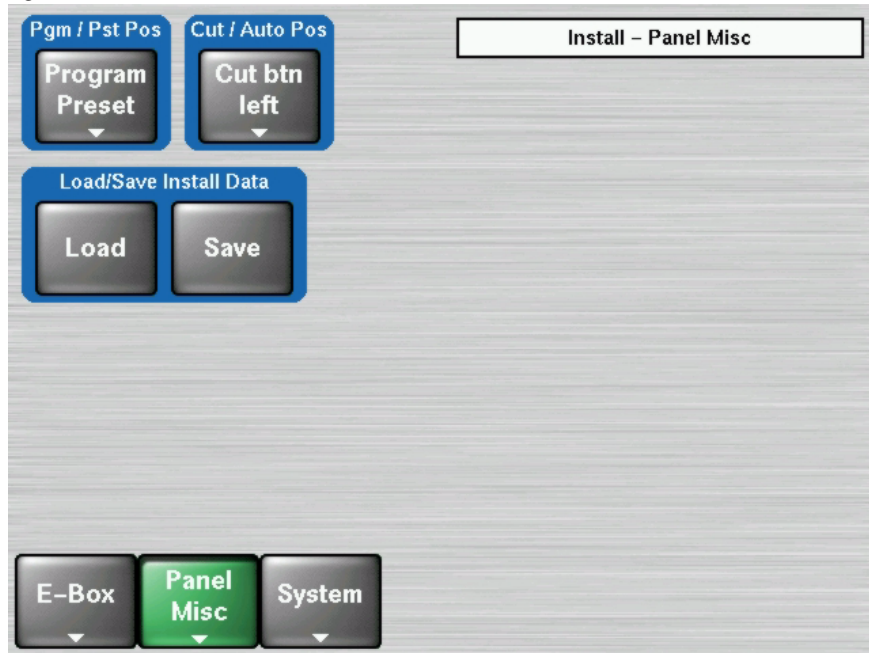 Pgm / Pst Pos
Cut / Auto Pos
Install – Panel Misc
Program
Preset
Cut btn
left
Load/Save Install Data
Load
Save
E–Box
Panel
Misc
System